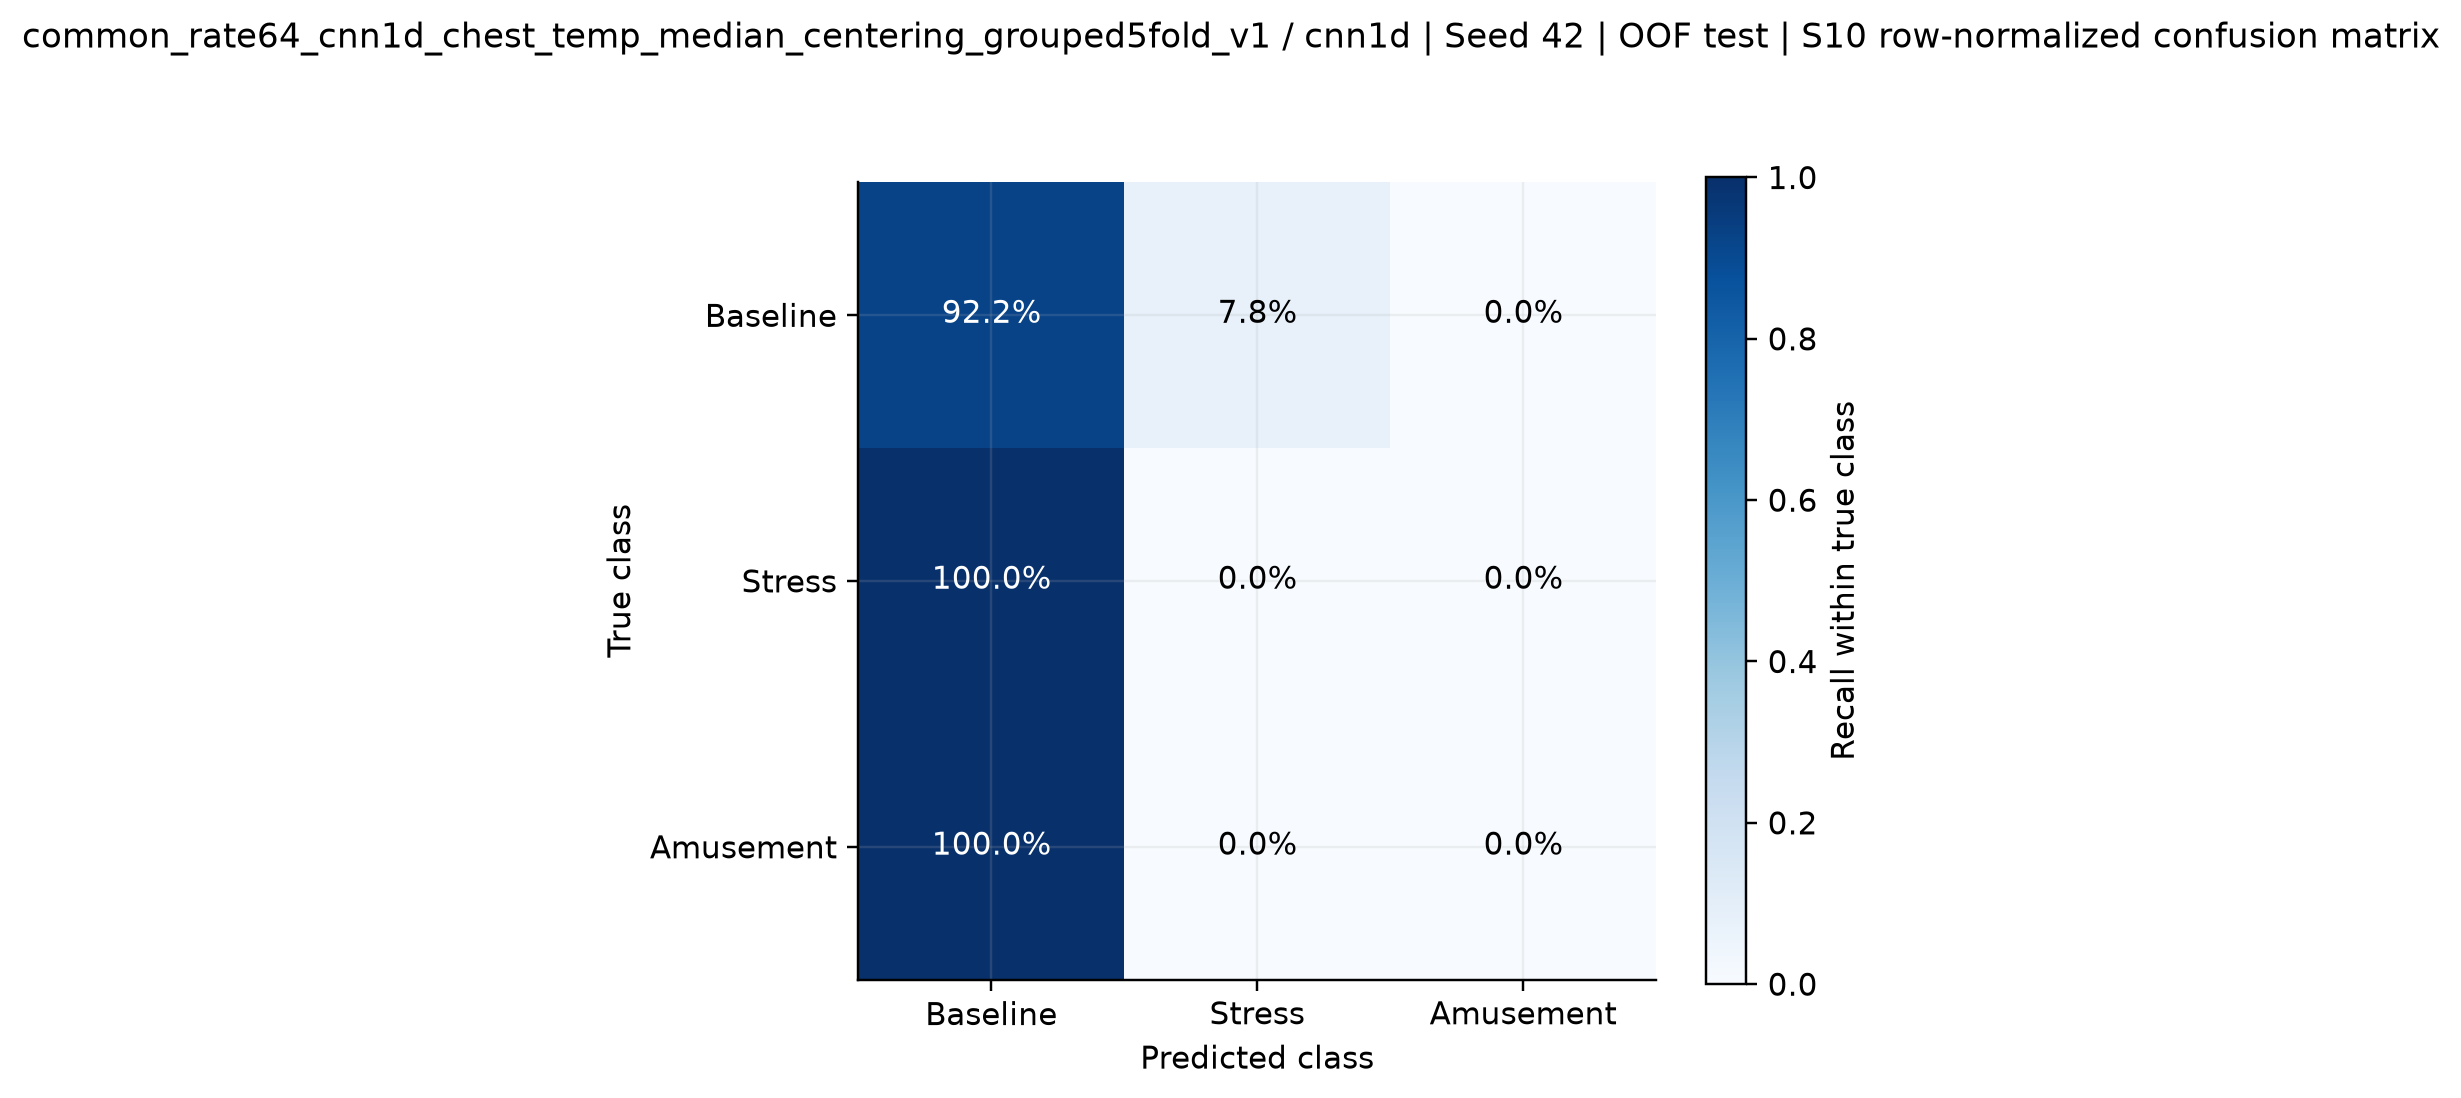 common_rate64_cnn1d_chest_temp_median_centering_grouped5fold_v1 / cnn1d | Seed 42 | OOF test | S10 row-normalized confusion matrix
1.0
0.8
0.6
0.4
0.2
0.0
Recall within true class
True class
Baseline 92.2% 7.8% 0.0%
Stress 100.0% 0.0% 0.0%
Amusement 100.0% 0.0% 0.0%
Baseline Stress Amusement
Predicted class